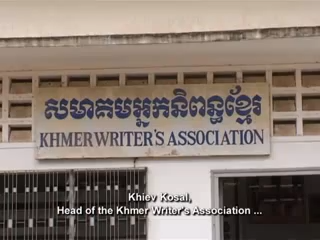 សមាគមអ្នកនិពន្ធខ្មែរ
KHMER WRITER'S ASSOCIATION
Khiev Kosal,
Head of the Khmer Writer's Association ...